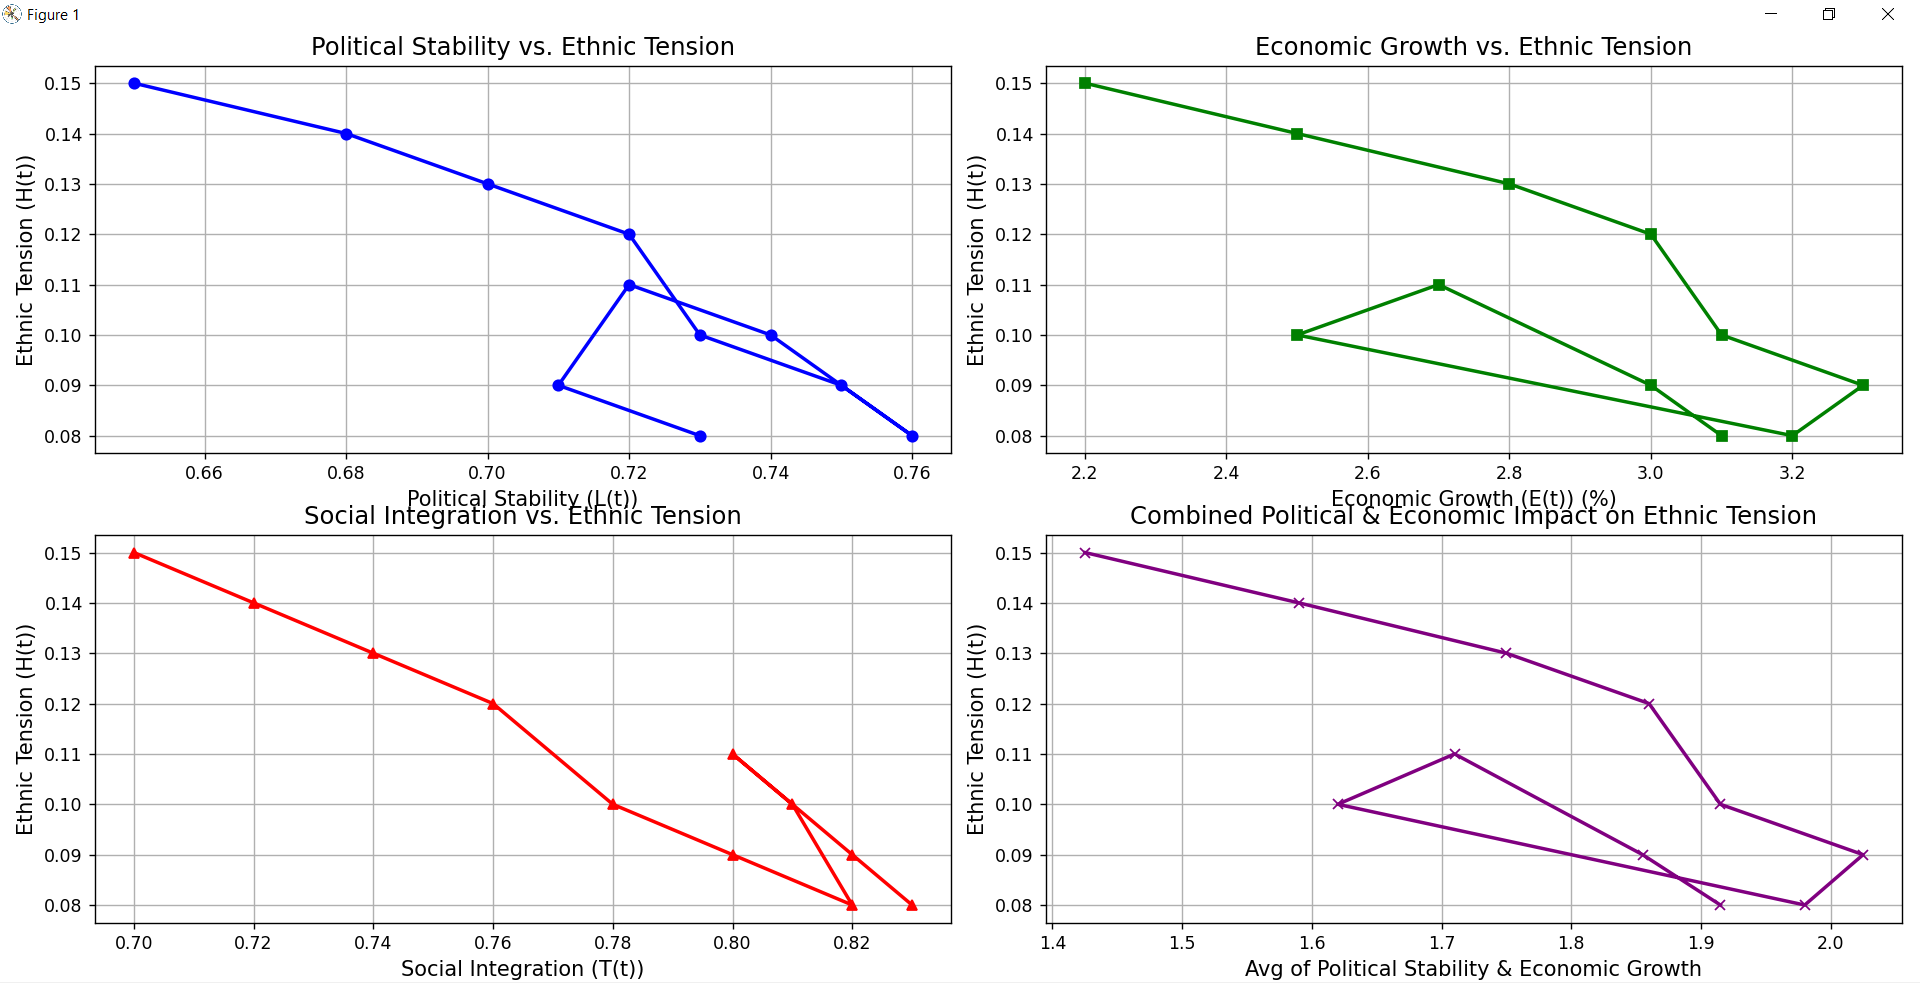 Figure 1
Political Stability vs. Ethnic Tension
Ethnic Tension (H(t))
0.15
0.14
0.13
0.12
0.11
0.10
0.09
0.08
0.66 0.68 0.70 0.72 0.74 0.76
Political Stability (L(t))
Economic Growth vs. Ethnic Tension
Ethnic Tension (H(t))
0.15
0.14
0.13
0.12
0.11
0.10
0.09
0.08
2.2 2.4 2.6 2.8 3.0 3.2
Economic Growth (E(t)) (%)
Social Integration vs. Ethnic Tension
Ethnic Tension (H(t))
0.15
0.14
0.13
0.12
0.11
0.10
0.09
0.08
0.70 0.72 0.74 0.76 0.78 0.80 0.82
Social Integration (T(t))
Combined Political & Economic Impact on Ethnic Tension
Ethnic Tension (H(t))
0.15
0.14
0.13
0.12
0.11
0.10
0.09
0.08
1.4 1.5 1.6 1.7 1.8 1.9 2.0
Avg of Political Stability & Economic Growth